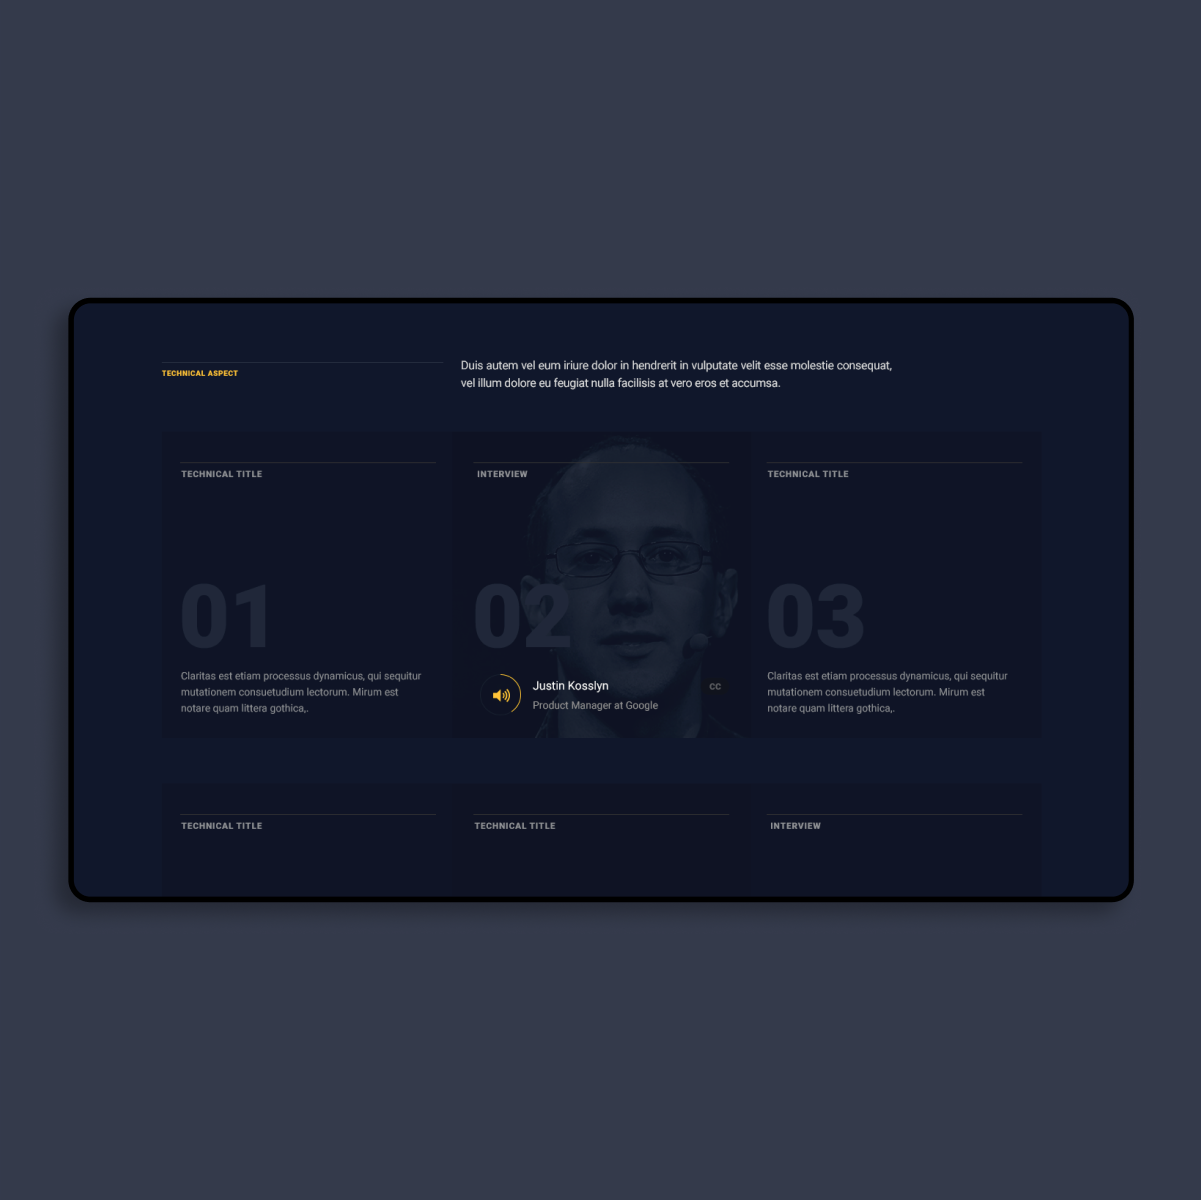 TECHNICAL ASPECT
Duis autem vel eum iriure dolor in hendrerit in vulputate velit esse molestie consequat,
vel illum dolore eu feugiat nulla facilisis at vero eros et accumsa.
TECHNICAL TITLE
01
Claritas est etiam processus dynamicus, qui sequitur
mutationem consuetudium lectorum. Mirum est
notare quam littera gothica,.
INTERVIEW
02
Justin Kosslyn
Product Manager at Google
CC
TECHNICAL TITLE
03
Claritas est etiam processus dynamicus, qui sequitur
mutationem consuetudium lectorum. Mirum est
notare quam littera gothica,.
TECHNICAL TITLE
TECHNICAL TITLE
INTERVIEW